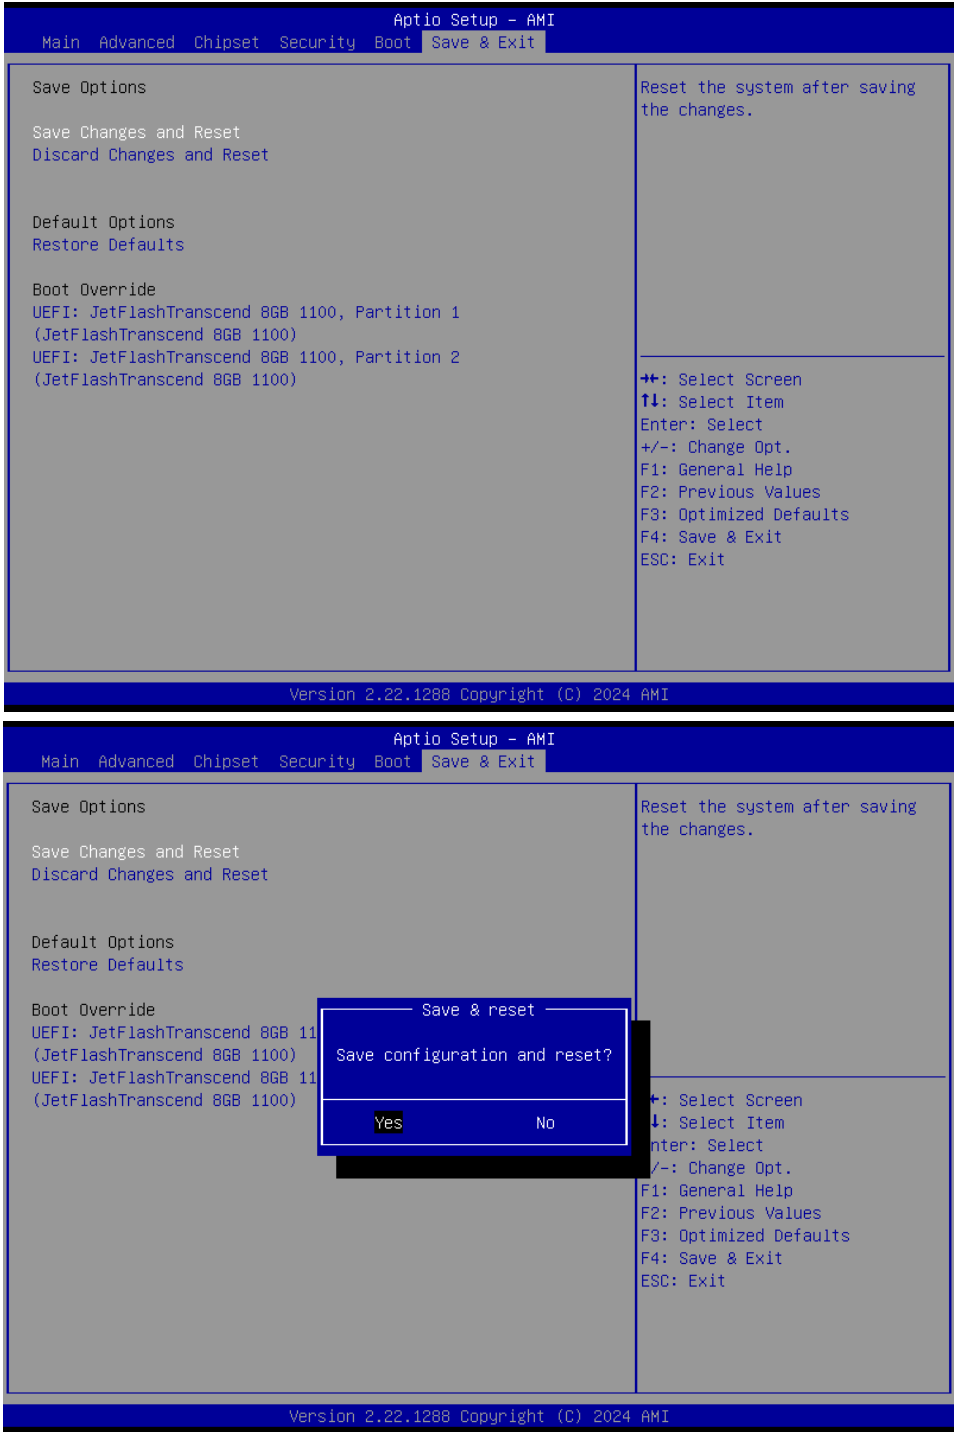 Aptio Setup – AMI
Main Advanced Chipset Security Boot Save & Exit
Save Options
Save Changes and Reset
Discard Changes and Reset
Default Options
Restore Defaults
Boot Override
UEFI: JetFlashTranscend 8GB 1100, Partition 1
(JetFlashTranscend 8GB 1100)
UEFI: JetFlashTranscend 8GB 1100, Partition 2
(JetFlashTranscend 8GB 1100)
Reset the system after saving
the changes.
→←: Select Screen
↑↓: Select Item
Enter: Select
+/-: Change Opt.
F1: General Help
F2: Previous Values
F3: Optimized Defaults
F4: Save & Exit
ESC: Exit
Version 2.22.1288 Copyright (C) 2024 AMI
Aptio Setup – AMI
Main Advanced Chipset Security Boot Save & Exit
Save Options
Save Changes and Reset
Discard Changes and Reset
Default Options
Restore Defaults
Boot Override
UEFI: JetFlashTranscend 8GB 11
(JetFlashTranscend 8GB 1100)
UEFI: JetFlashTranscend 8GB 11
(JetFlashTranscend 8GB 1100)
Save & reset
Save configuration and reset?
Yes No
Reset the system after saving
the changes.
←: Select Screen
↓: Select Item
nter: Select
/-: Change Opt.
F1: General Help
F2: Previous Values
F3: Optimized Defaults
F4: Save & Exit
ESC: Exit
Version 2.22.1288 Copyright (C) 2024 AMI